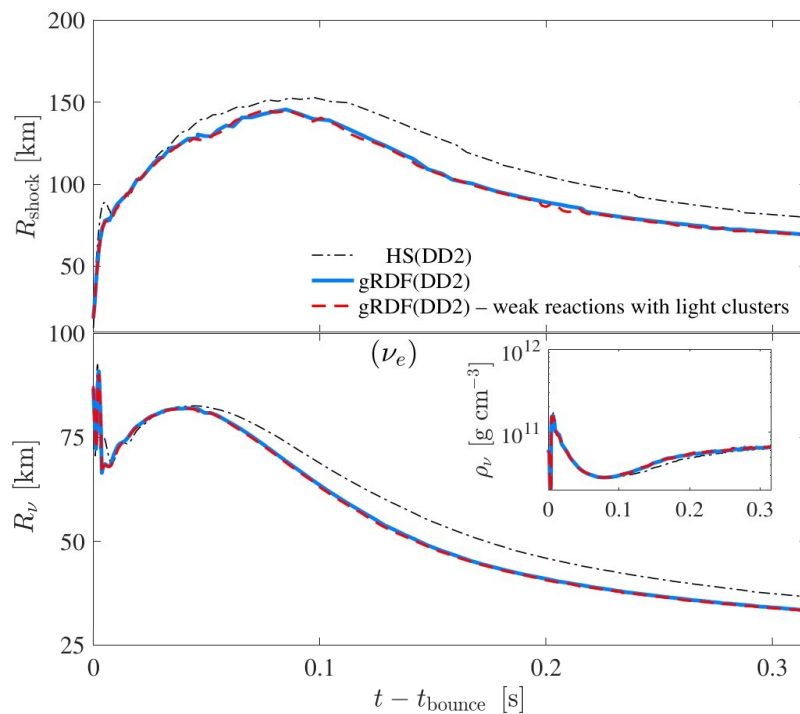 200
150
100
50
R_shock [km]
HS(DD2)
gRDF(DD2)
gRDF(DD2) – weak reactions with light clusters
100
75
50
25
R_ν [km]
(ν_e)
10^12
10^11
ρ_ν [g cm^−3]
0 0.1 0.2 0.3
0 0.1 0.2 0.3
t − t_bounce [s]